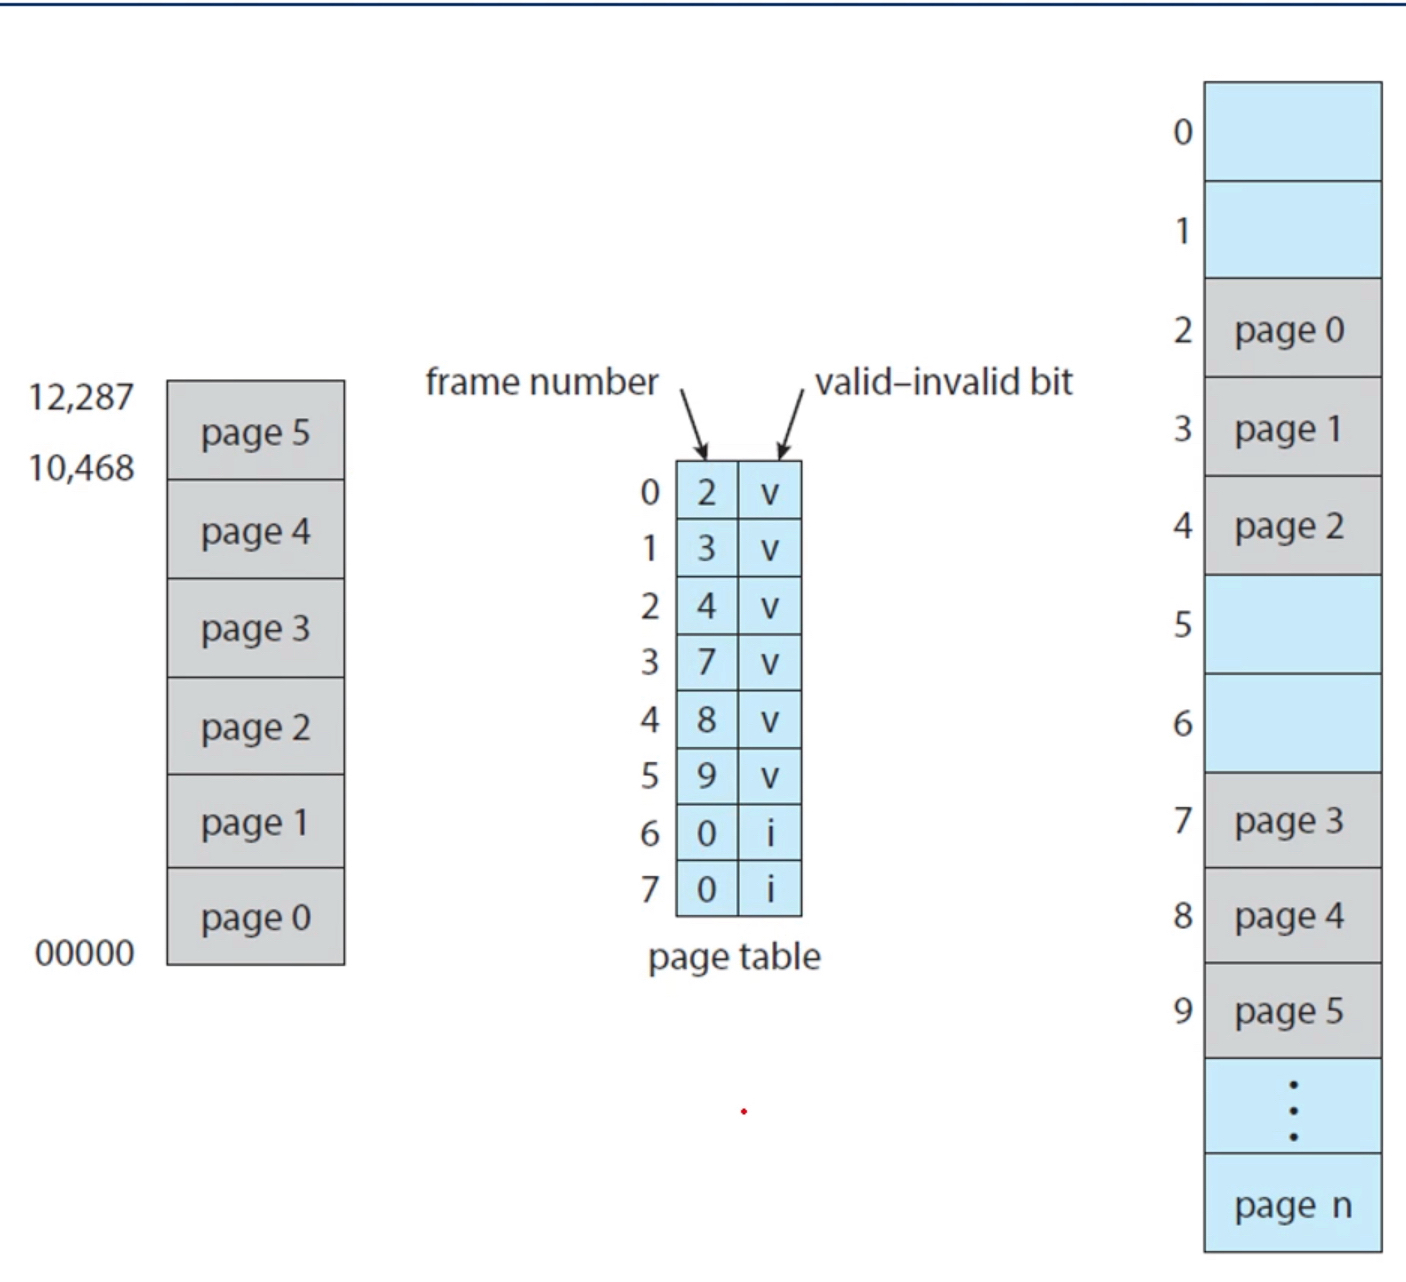 12,287
10,468
page 5
page 4
page 3
page 2
page 1
page 0
00000
frame number
valid–invalid bit
0 2 v
1 3 v
2 4 v
3 7 v
4 8 v
5 9 v
6 0 i
7 0 i
page table
0
1
2 page 0
3 page 1
4 page 2
5
6
7 page 3
8 page 4
9 page 5
page n